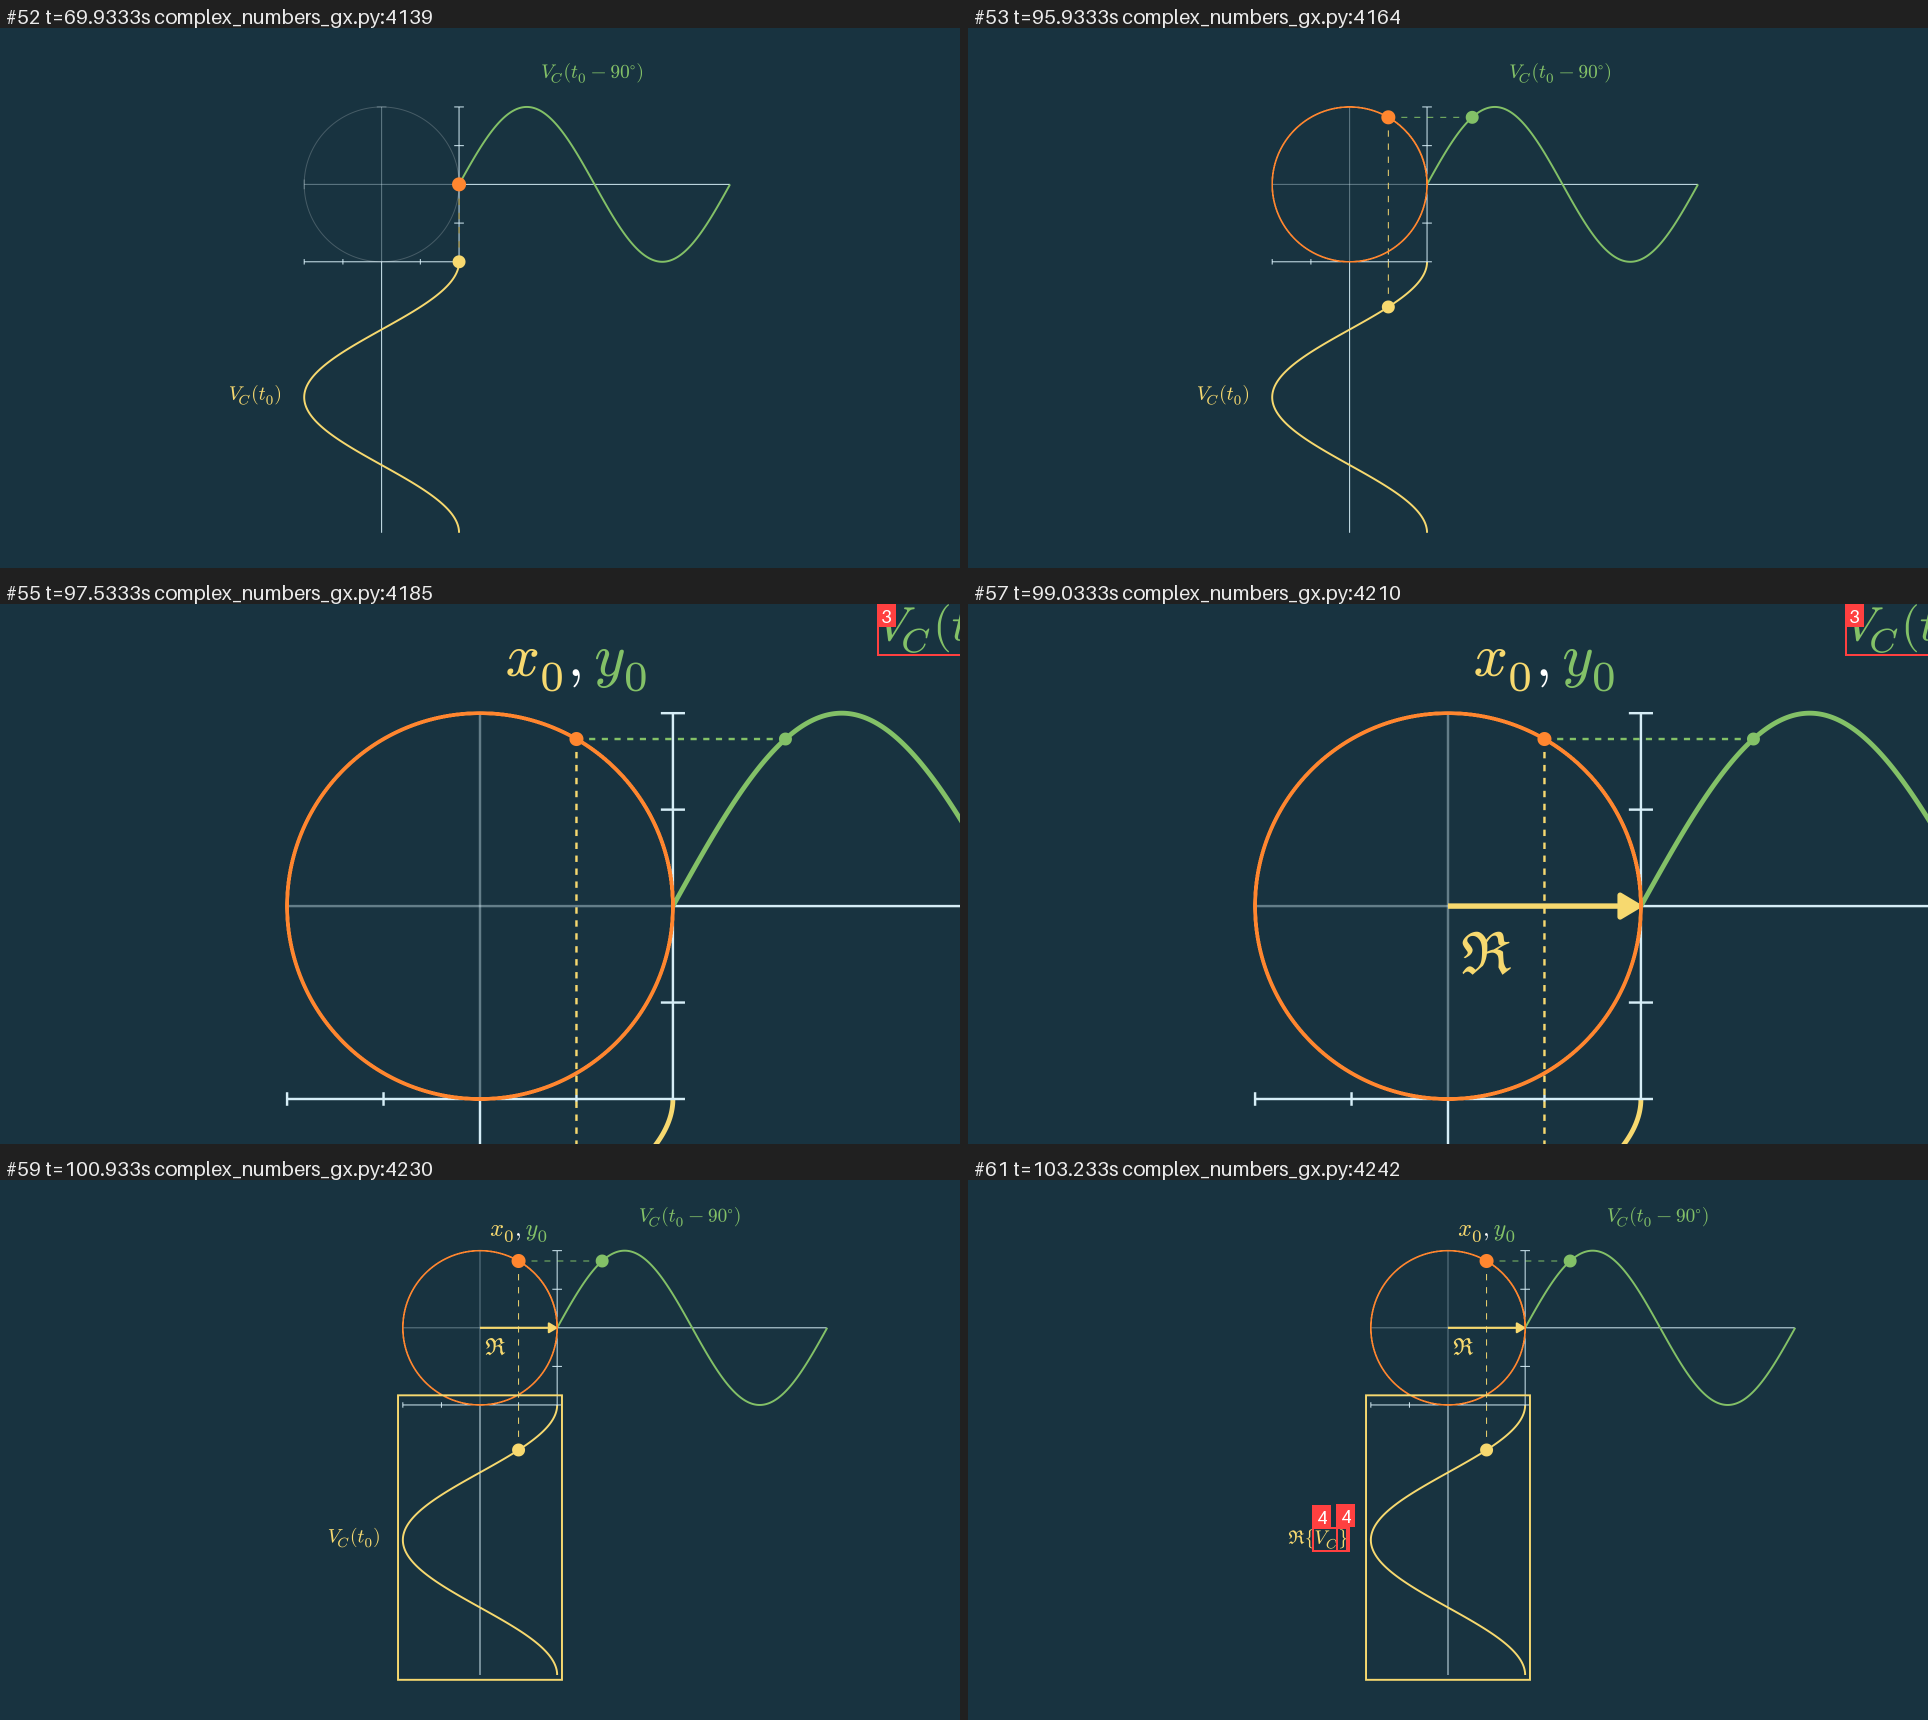 #52 t=69.9333s complex_numbers_gx.py:4139
V_C(t_0 − 90°)
V_C(t_0)
#53 t=95.9333s complex_numbers_gx.py:4164
V_C(t_0 − 90°)
V_C(t_0)
#55 t=97.5333s complex_numbers_gx.py:4185
3
V_C(t
x_0, y_0
#57 t=99.0333s complex_numbers_gx.py:4210
3
V_C(t
x_0, y_0
ℜ
#59 t=100.933s complex_numbers_gx.py:4230
V_C(t_0 − 90°)
x_0, y_0
ℜ
V_C(t_0)
#61 t=103.233s complex_numbers_gx.py:4242
V_C(t_0 − 90°)
x_0, y_0
ℜ
4 4
ℜ{V_C}